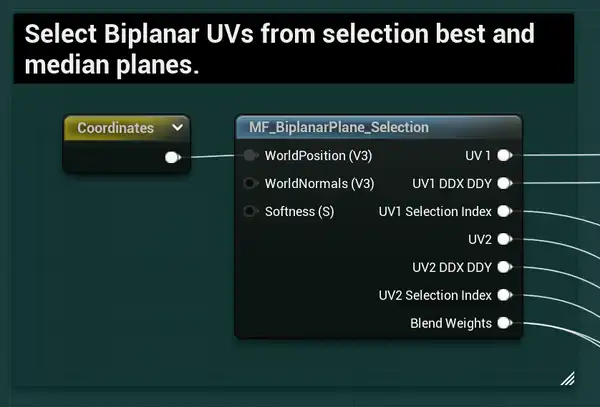 Select Biplanar UVs from selection best and
median planes.
Coordinates
MF_BiplanarPlane_Selection
WorldPosition (V3)
UV 1
WorldNormals (V3)
UV1 DDX DDY
Softness (S)
UV1 Selection Index
UV2
UV2 DDX DDY
UV2 Selection Index
Blend Weights